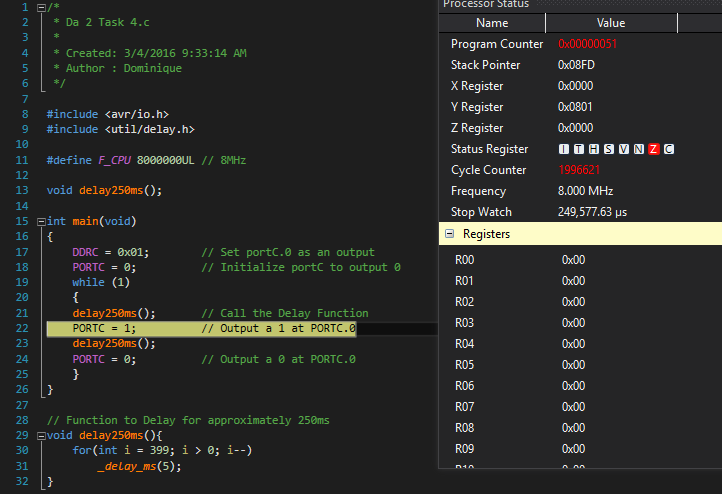 1 /*
2 * Da 2 Task 4.c
3 *
4 * Created: 3/4/2016 9:33:14 AM
5 * Author : Dominique
6 */
7
8 #include <avr/io.h>
9 #include <util/delay.h>
10
11 #define F_CPU 8000000UL // 8MHz
12
13 void delay250ms();
14
15 int main(void)
16 {
17 DDRC = 0x01; // Set portC.0 as an output
18 PORTC = 0; // Initialize portC to output 0
19 while (1)
20 {
21 delay250ms(); // Call the Delay Function
22 PORTC = 1; // Output a 1 at PORTC.0
23 delay250ms();
24 PORTC = 0; // Output a 0 at PORTC.0
25 }
26 }
27
28 // Function to Delay for approximately 250ms
29 void delay250ms(){
30 for(int i = 399; i > 0; i--)
31 _delay_ms(5);
32 }
Processor Status
Name Value
Program Counter 0x00000051
Stack Pointer 0x08FD
X Register 0x0000
Y Register 0x0801
Z Register 0x0000
Status Register I T H S V N Z C
Cycle Counter 1996621
Frequency 8.000 MHz
Stop Watch 249,577.63 µs
Registers
R00 0x00
R01 0x00
R02 0x00
R03 0x00
R04 0x00
R05 0x00
R06 0x00
R07 0x00
R08 0x00
R09 0x00
R10 0x00